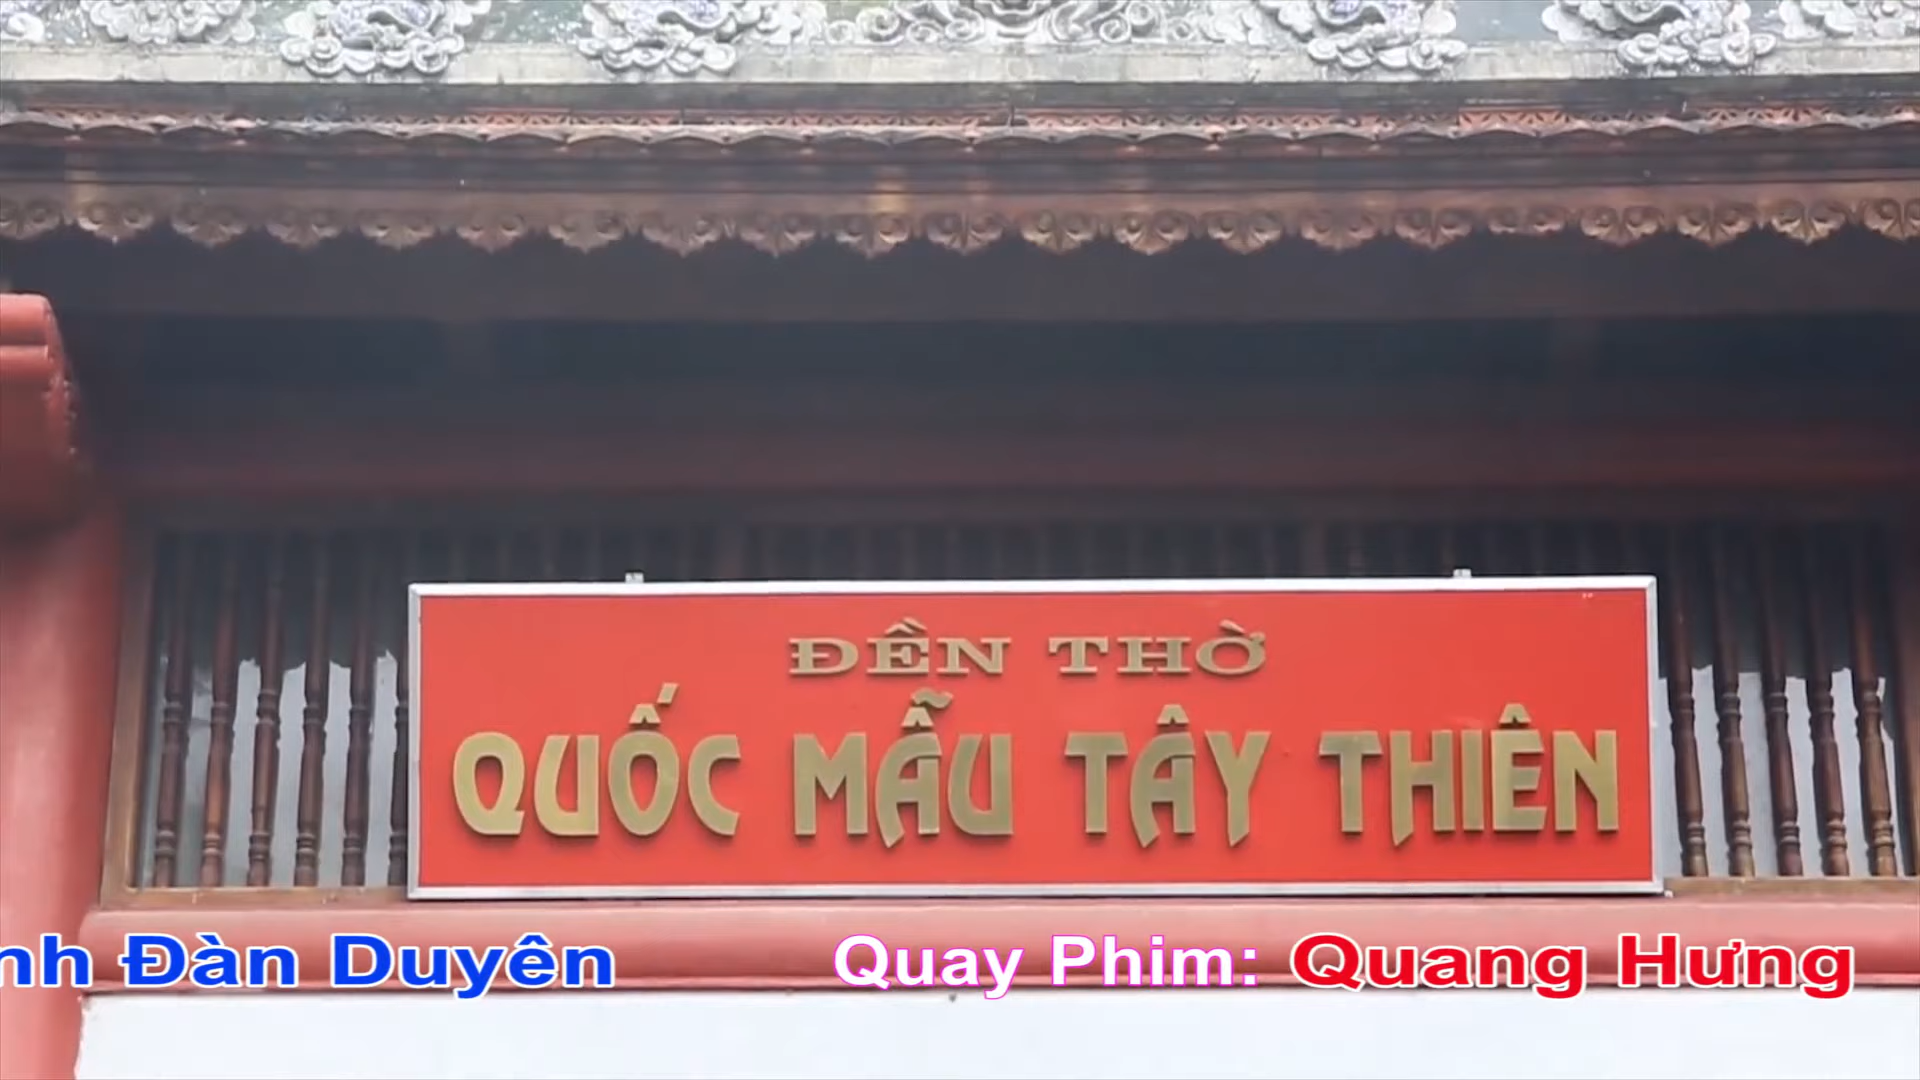 ĐỀN THỜ
QUỐC MẪU TÂY THIÊN
nh Đàn Duyên Quay Phim: Quang Hưng